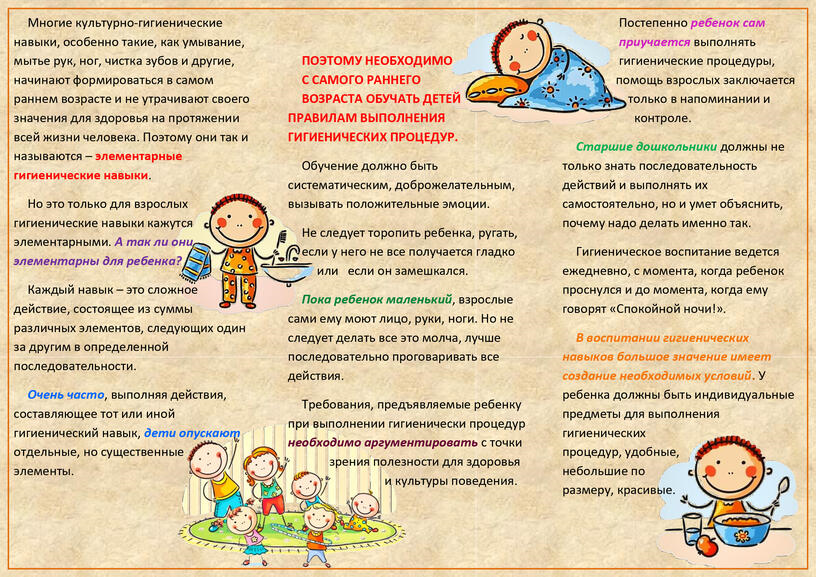 Многие культурно-гигиенические
навыки, особенно такие, как умывание,
мытье рук, ног, чистка зубов и другие,
начинают формироваться в самом
раннем возрасте и не утрачивают своего
значения для здоровья на протяжении
всей жизни человека. Поэтому они так и
называются – элементарные
гигиенические навыки.
Но это только для взрослых
гигиенические навыки кажутся
элементарными. А так ли они
элементарны для ребенка?
Каждый навык – это сложное
действие, состоящее из суммы
различных элементов, следующих один
за другим в определенной
последовательности.
Очень часто, выполняя действия,
составляющее тот или иной
гигиенический навык, дети опускают
отдельные, но существенные
элементы.
ПОЭТОМУ НЕОБХОДИМО
С САМОГО РАННЕГО
ВОЗРАСТА ОБУЧАТЬ ДЕТЕЙ
ПРАВИЛАМ ВЫПОЛНЕНИЯ
ГИГИЕНИЧЕСКИХ ПРОЦЕДУР.
Обучение должно быть
систематическим, доброжелательным,
вызывать положительные эмоции.
Не следует торопить ребенка, ругать,
если у него не все получается гладко
или если он замешкался.
Пока ребенок маленький, взрослые
сами ему моют лицо, руки, ноги. Но не
следует делать все это молча, лучше
последовательно проговаривать все
действия.
Требования, предъявляемые ребенку
при выполнении гигиенически процедур
необходимо аргументировать с точки
зрения полезности для здоровья
и культуры поведения.
Постепенно ребенок сам
приучается выполнять
гигиенические процедуры,
помощь взрослых заключается
только в напоминании и
контроле.
Старшие дошкольники должны не
только знать последовательность
действий и выполнять их
самостоятельно, но и умет объяснить,
почему надо делать именно так.
Гигиеническое воспитание ведется
ежедневно, с момента, когда ребенок
проснулся и до момента, когда ему
говорят «Спокойной ночи!».
В воспитании гигиенических
навыков большое значение имеет
создание необходимых условий. У
ребенка должны быть индивидуальные
предметы для выполнения
гигиенических
процедур, удобные,
небольшие по
размеру, красивые.